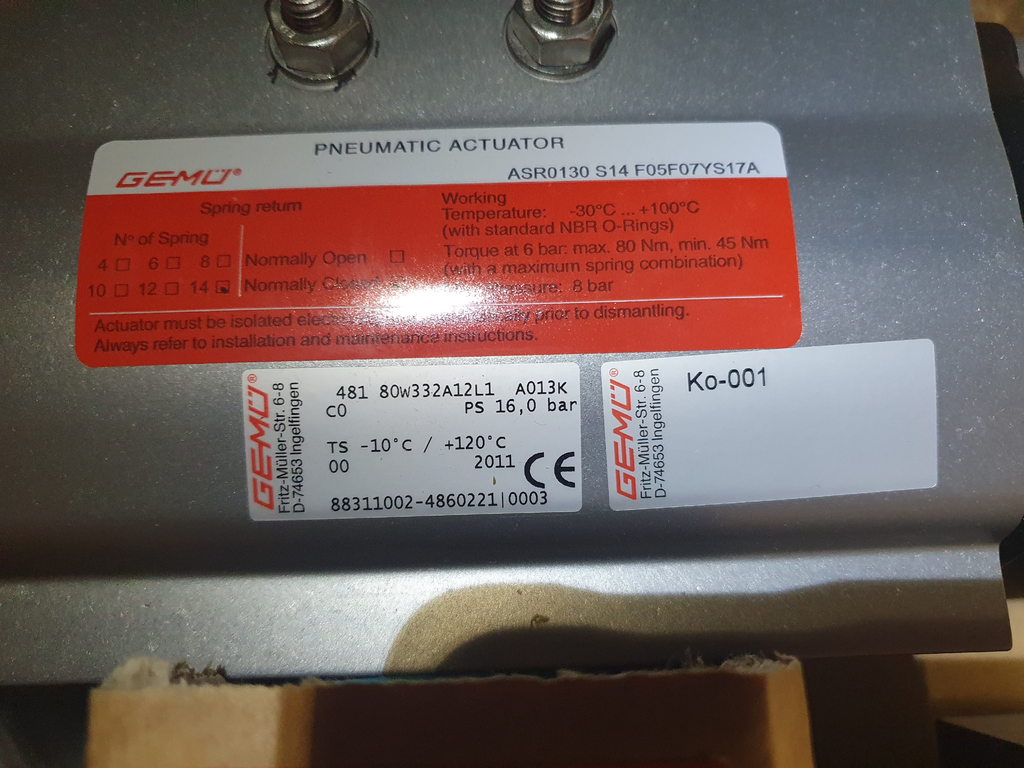 PNEUMATIC ACTUATOR
GEMÜ®
ASR0130 S14 F05F07YS17A
Spring return
Nº of Spring
4 ☐ 6 ☐ 8 ☐
10 ☐ 12 ☐ 14 ☑
Normally Open ☐
Normally Closed
Working
Temperature: -30°C ... +100°C
(with standard NBR O-Rings)
Torque at 6 bar: max. 80 Nm, min. 45 Nm
(with a maximum spring combination)
pressure: 8 bar
Actuator must be isolated prior to dismantling.
Always refer to installation and maintenance instructions.
GEMÜ®
Fritz-Müller-Str. 6-8
D-74653 Ingelfingen
481 80W332A12L1 A013K
C0 PS 16,0 bar
TS -10°C / +120°C
00 2011 CE
88311002-4860221|0003
GEMÜ®
Fritz-Müller-Str. 6-8
D-74653 Ingelfingen
Ko-001